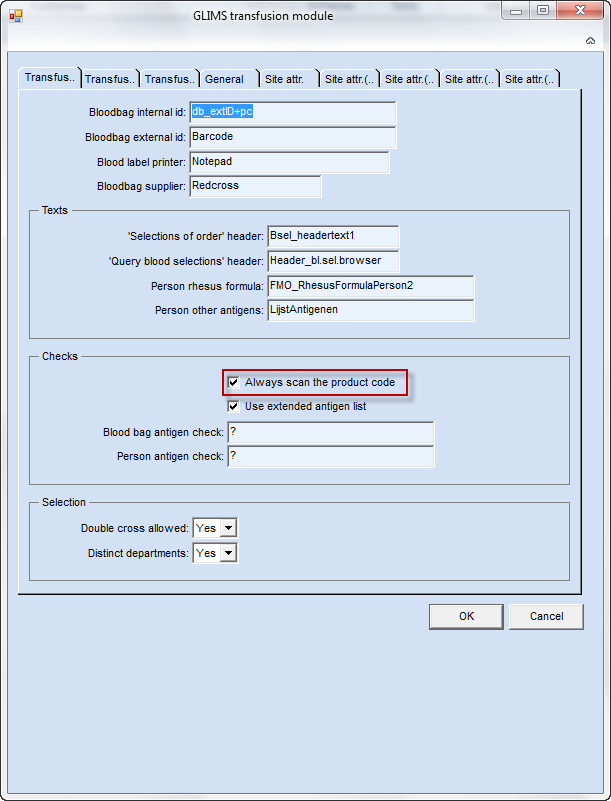 GLIMS transfusion module
Transfus.. Transfus.. Transfus.. General Site attr. Site attr.(.. Site attr.(.. Site attr.(.. Site attr.(..
Bloodbag internal id: db_extID+pc
Bloodbag external id: Barcode
Blood label printer: Notepad
Bloodbag supplier: Redcross
Texts
'Selections of order' header: Bsel_headertext1
'Query blood selections' header: Header_bl.sel.browser
Person rhesus formula: FMO_RhesusFormulaPerson2
Person other antigens: LijstAntigenen
Checks
Always scan the product code
Use extended antigen list
Blood bag antigen check: ?
Person antigen check: ?
Selection
Double cross allowed: Yes
Distinct departments: Yes
OK Cancel